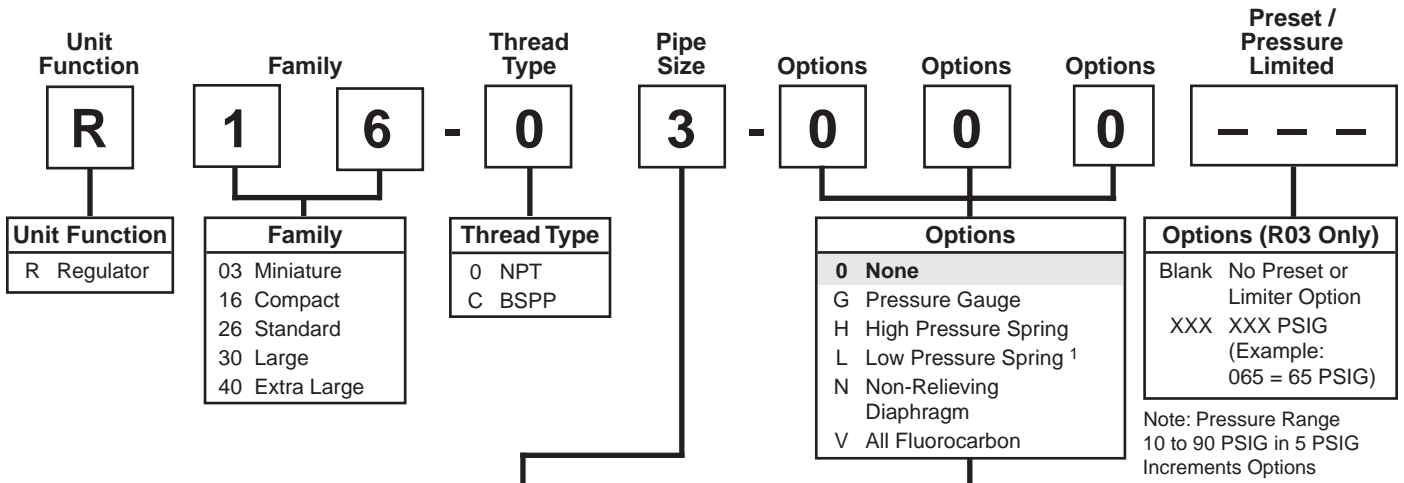 Unit Function
Family
Thread Type
Pipe Size
Options
Options
Options
Preset / Pressure Limited
R 1 6 - 0 3 - 0 0 0 – – –
Unit Function
R Regulator
Family
03 Miniature
16 Compact
26 Standard
30 Large
40 Extra Large
Thread Type
0 NPT
C BSPP
Options
0 None
G Pressure Gauge
H High Pressure Spring
L Low Pressure Spring 1
N Non-Relieving
Diaphragm
V All Fluorocarbon
Options (R03 Only)
Blank No Preset or
Limiter Option
XXX XXX PSIG
(Example:
065 = 65 PSIG)
Note: Pressure Range
10 to 90 PSIG in 5 PSIG
Increments Options